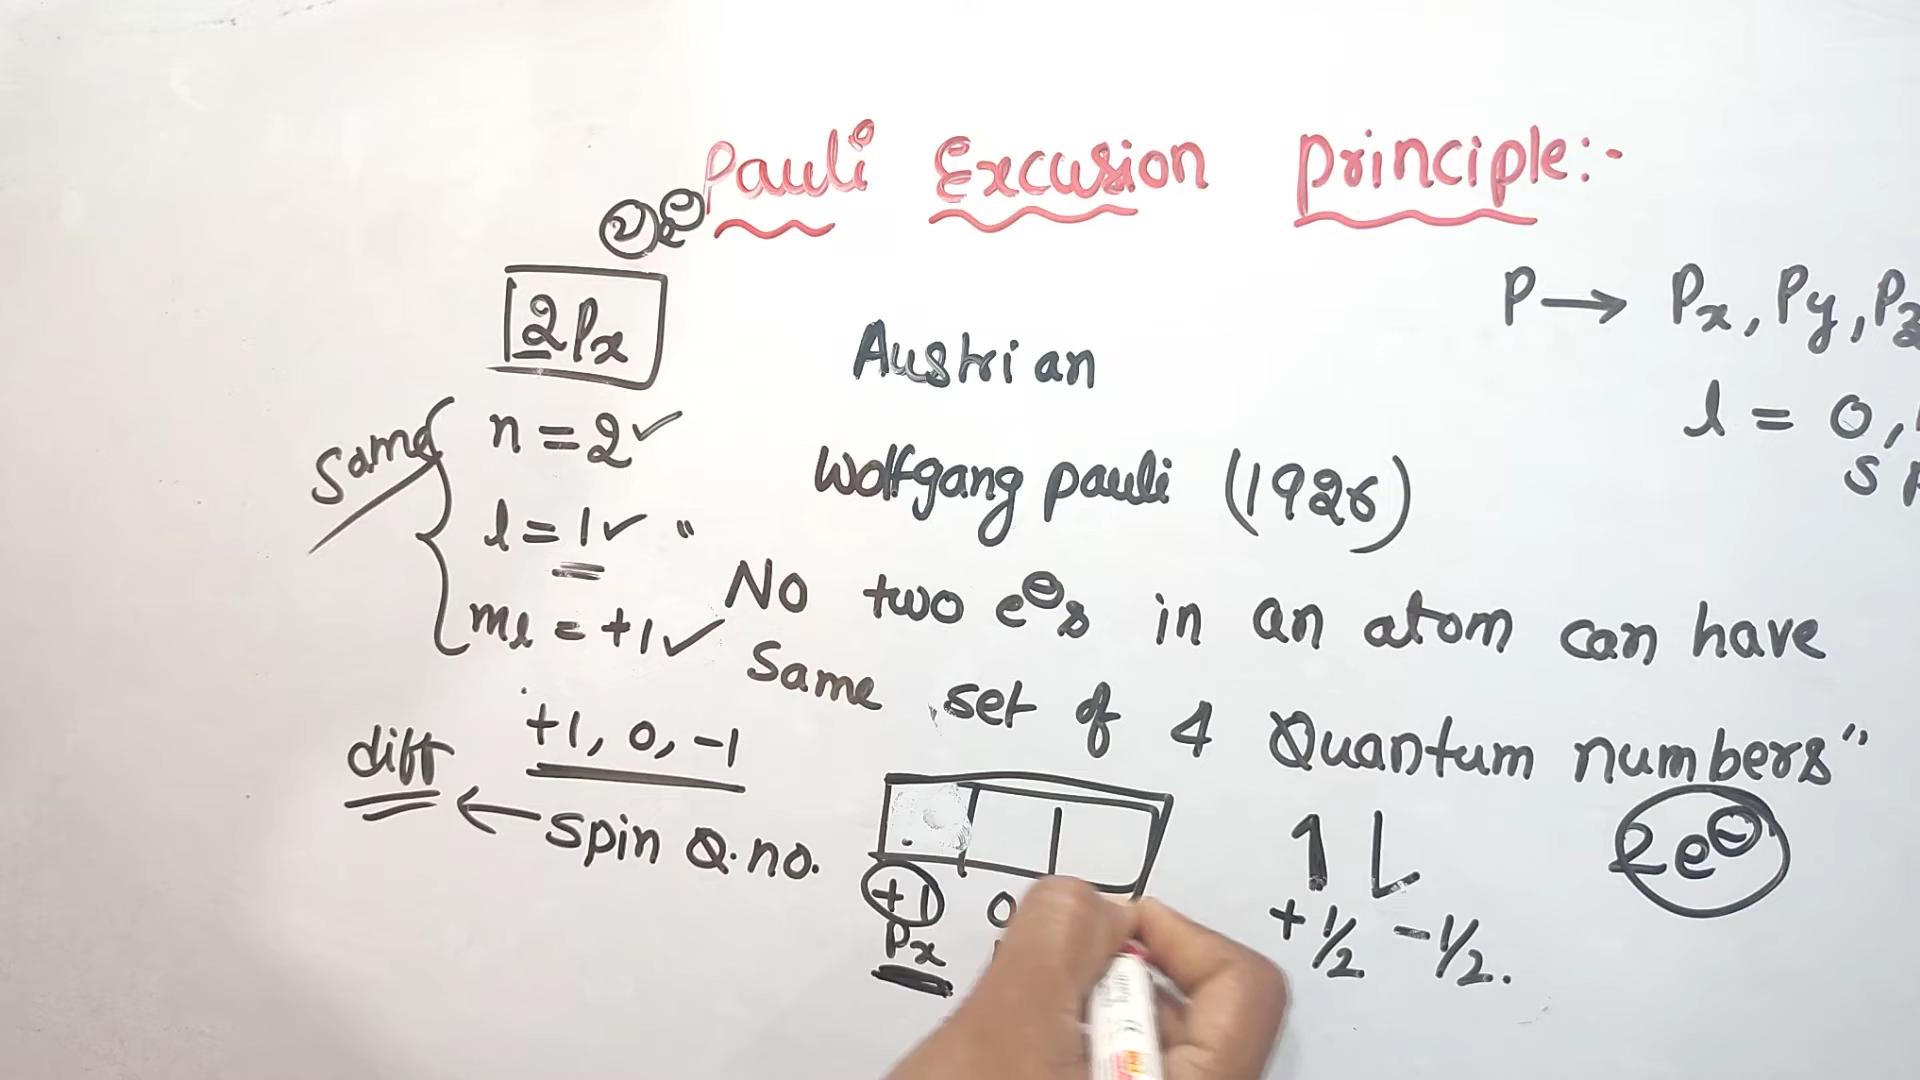 Pauli Excusion Principle:-
2Px
P → Px, Py, Pz
Austrian
Same
n = 2 ✓
l = 0,
s
Wolfgang pauli (1926)
l = 1 ✓ "
No two e⊖s in an atom can have
ml = +1 ✓
Same set of 4 Quantum numbers"
+1, 0, -1
diff ← Spin Q.no.
1 L
2e⊖
+1 0
+1/2 -1/2.
Px